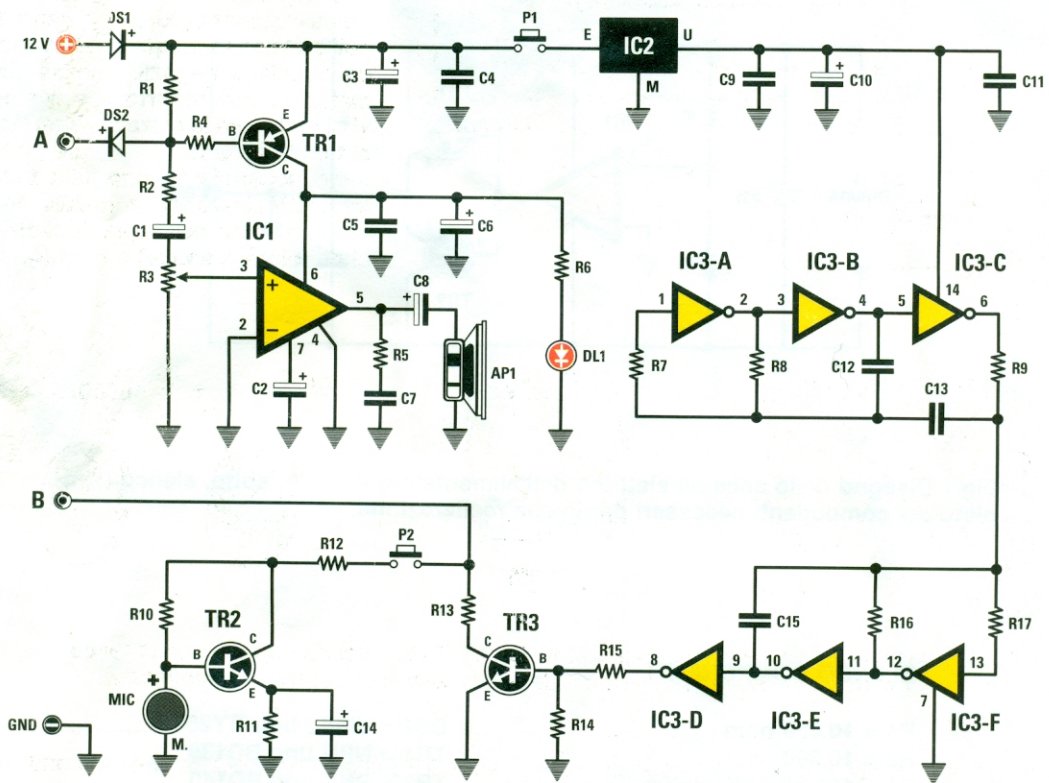 DS1
P1
12 V
E
IC2
U
R1
C3
C4
M
C9
C10
C11
DS2
R4
E
A
B
TR1
C
R2
C1
IC1
C5
C6
R3
3
6
R6
IC3-A
IC3-B
IC3-C
C8
5
1
2
3
4
5
14
6
2
4
7
R5
DL1
R7
R8
C12
R9
C2
C7
AP1
C13
B
R12
P2
R10
R13
TR2
TR3
C15
R16
R17
C
C
R15
B
B
8
9
10
11
12
13
E
E
7
MIC
R11
C14
R14
IC3-D
IC3-E
IC3-F
GND
M.